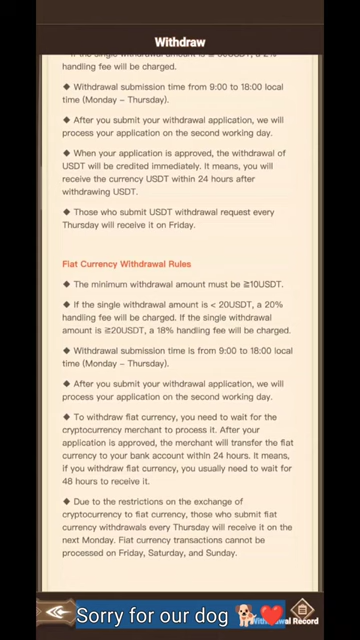 Withdraw
handling fee will be charged.
◆ Withdrawal submission time from 9:00 to 18:00 local
time (Monday – Thursday).
◆ After you submit your withdrawal application, we will
process your application on the second working day.
◆ When your application is approved, the withdrawal of
USDT will be credited immediately. It means, you will
receive the currency USDT within 24 hours after
withdrawing USDT.
◆ Those who submit USDT withdrawal request every
Thursday will receive it on Friday.
Fiat Currency Withdrawal Rules
◆ The minimum withdrawal amount must be ≧10USDT.
◆ If the single withdrawal amount is < 20USDT, a 20%
handling fee will be charged. If the single withdrawal
amount is ≧20USDT, a 18% handling fee will be charged.
◆ Withdrawal submission time is from 9:00 to 18:00 local
time (Monday – Thursday).
◆ After you submit your withdrawal application, we will
process your application on the second working day.
◆ To withdraw fiat currency, you need to wait for the
cryptocurrency merchant to process it. After your
application is approved, the merchant will transfer the fiat
currency to your bank account within 24 hours. It means,
if you withdraw fiat currency, you usually need to wait for
48 hours to receive it.
◆ Due to the restrictions on the exchange of
cryptocurrency to fiat currency, those who submit fiat
currency withdrawals every Thursday will receive it on the
next Monday. Fiat currency transactions cannot be
processed on Friday, Saturday, and Sunday.
Sorry for our dog 🐕❤️
Withdrawal Record